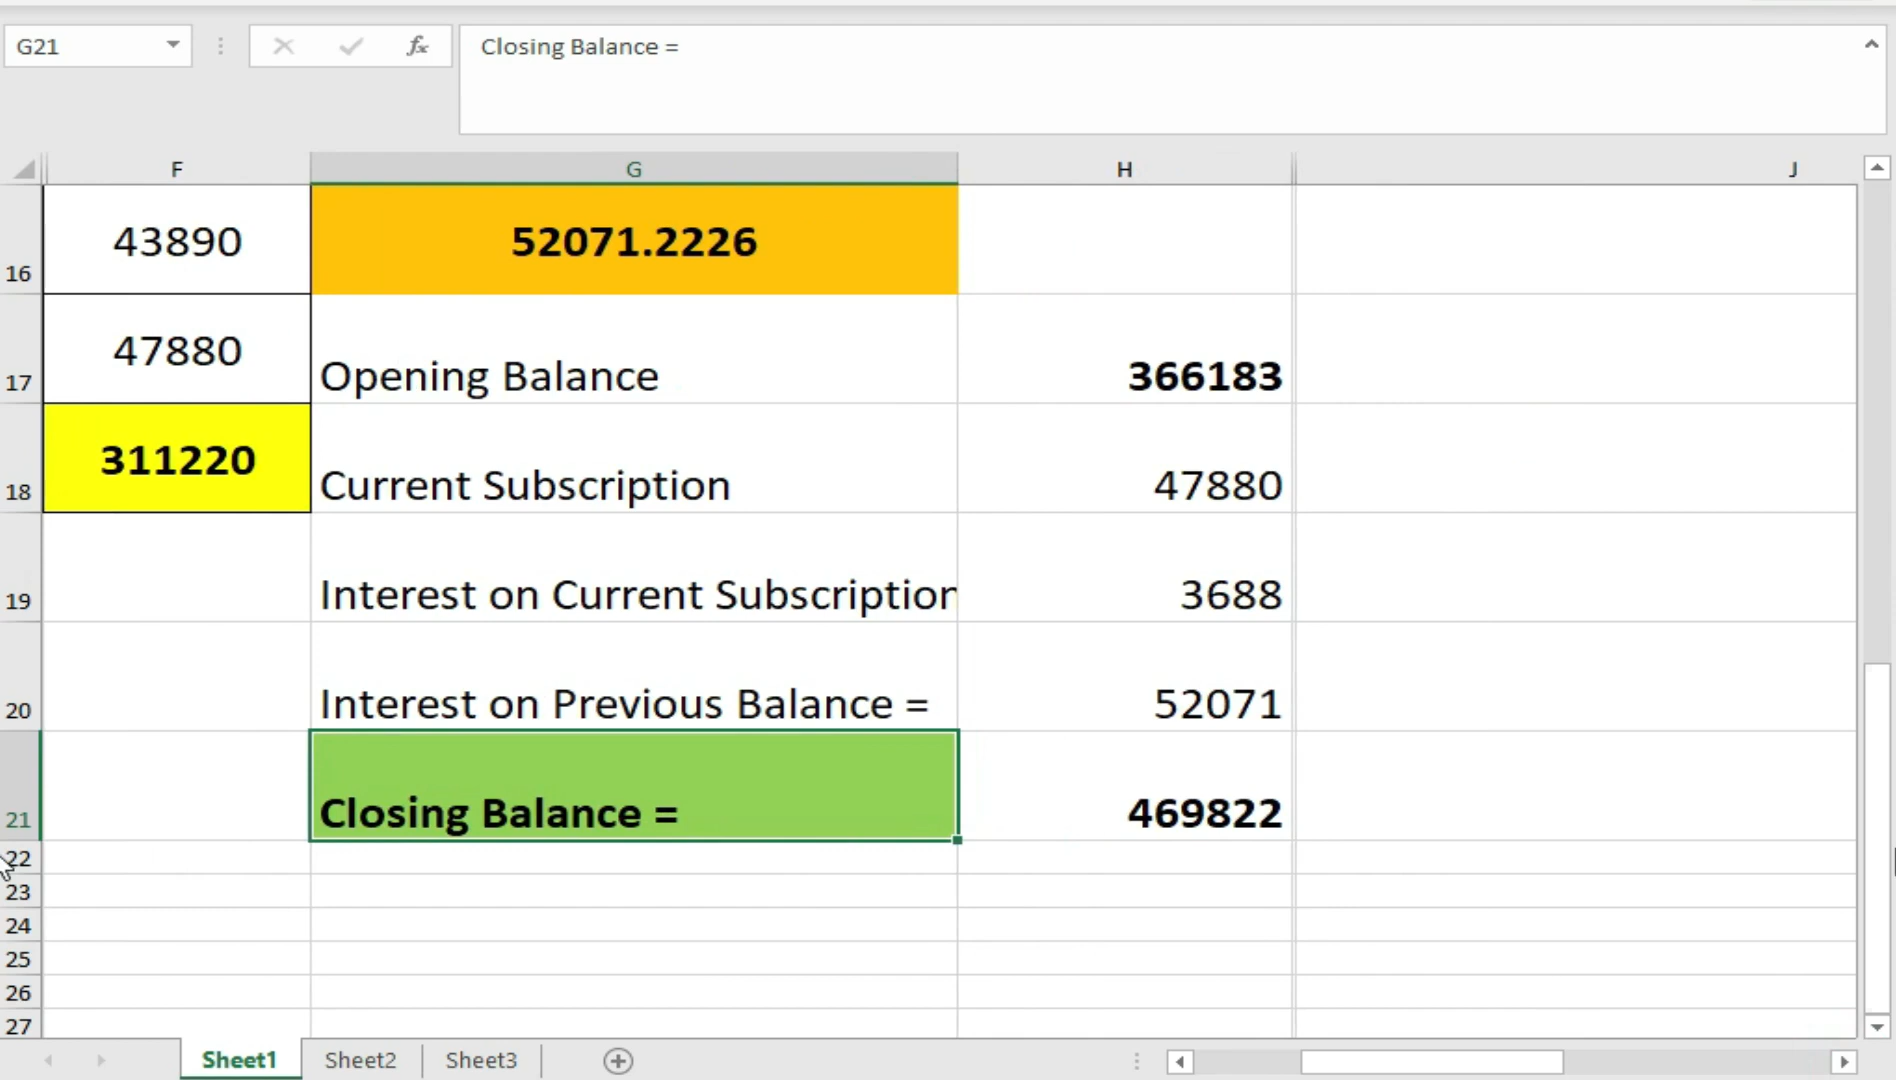 G21
fx
Closing Balance =
F G H J
16 43890 52071.2226
17 47880 Opening Balance 366183
18 311220 Current Subscription 47880
19 Interest on Current Subscription 3688
20 Interest on Previous Balance = 52071
21 Closing Balance = 469822
22
23
24
25
26
27
Sheet1 Sheet2 Sheet3